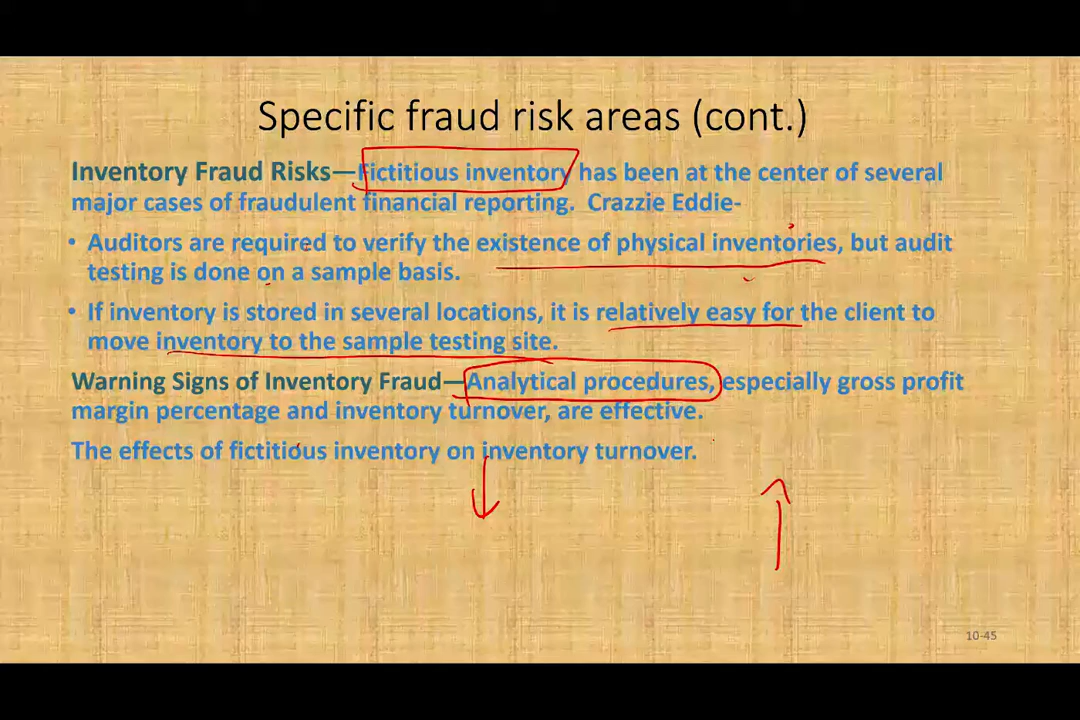 Specific fraud risk areas (cont.)
Inventory Fraud Risks—Fictitious inventory has been at the center of several
major cases of fraudulent financial reporting. Crazzie Eddie-
• Auditors are required to verify the existence of physical inventories, but audit
testing is done on a sample basis.
• If inventory is stored in several locations, it is relatively easy for the client to
move inventory to the sample testing site.
Warning Signs of Inventory Fraud—Analytical procedures, especially gross profit
margin percentage and inventory turnover, are effective.
The effects of fictitious inventory on inventory turnover.
10-45